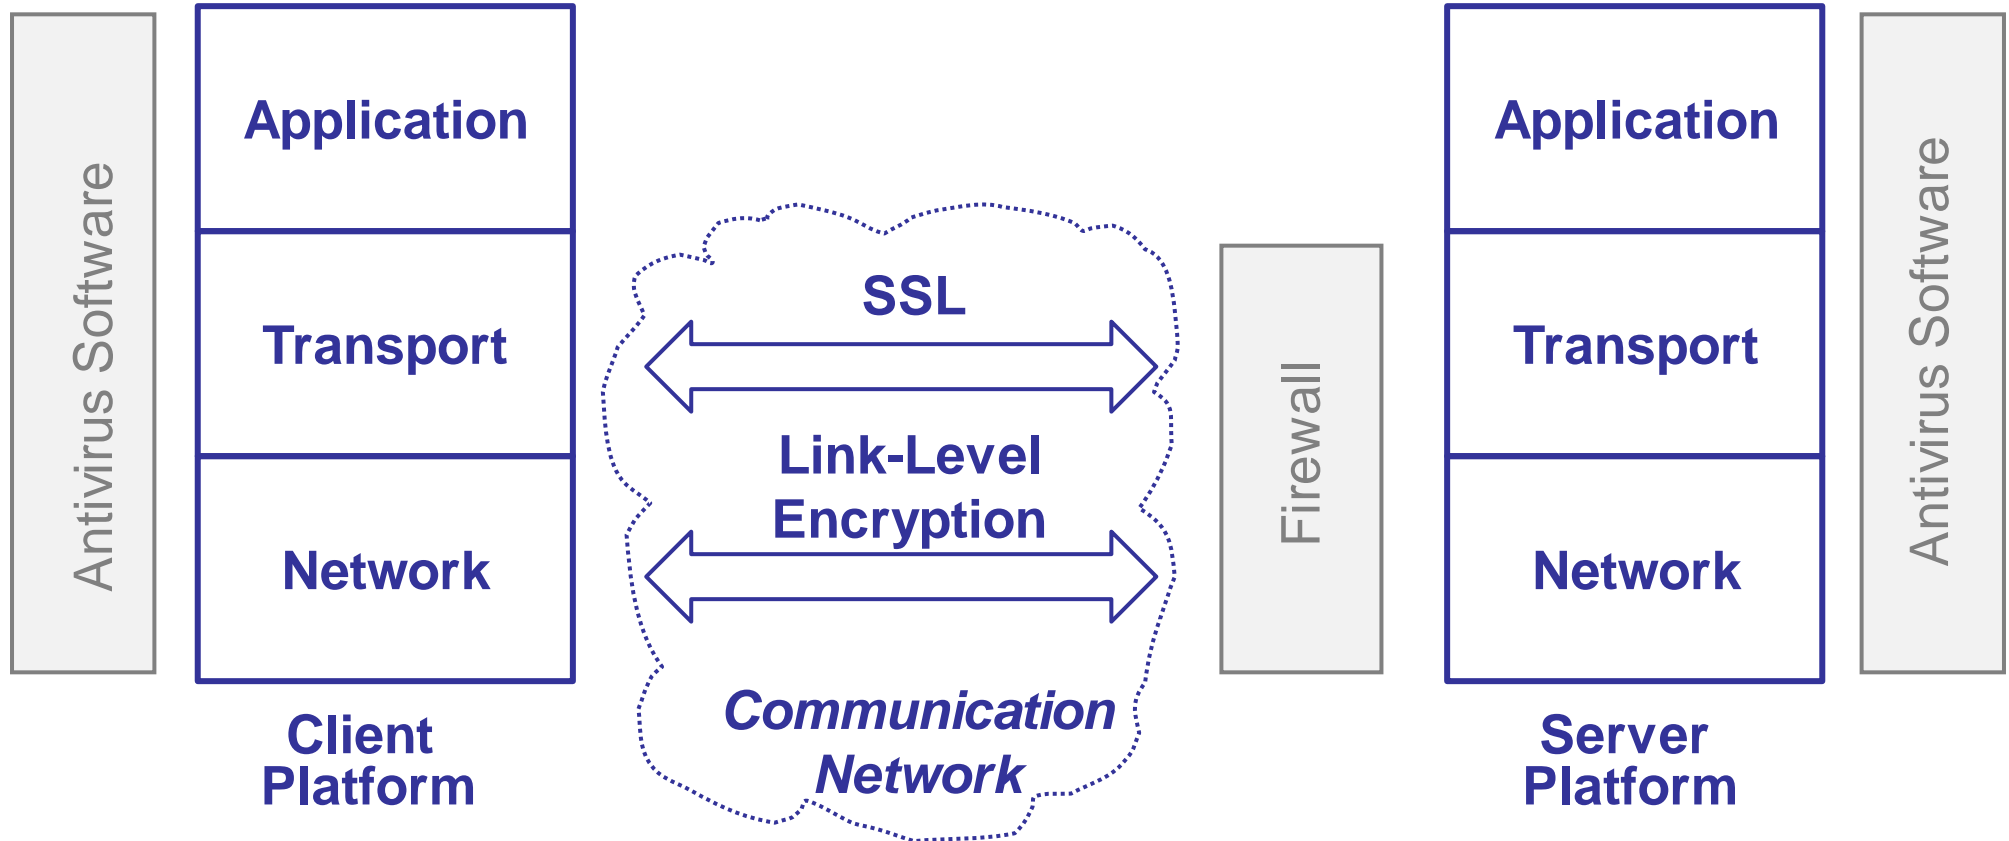 Antivirus Software
Application
Transport
Network
Client
Platform
SSL
Link-Level
Encryption
Communication
Network
Firewall
Application
Transport
Network
Server
Platform
Antivirus Software